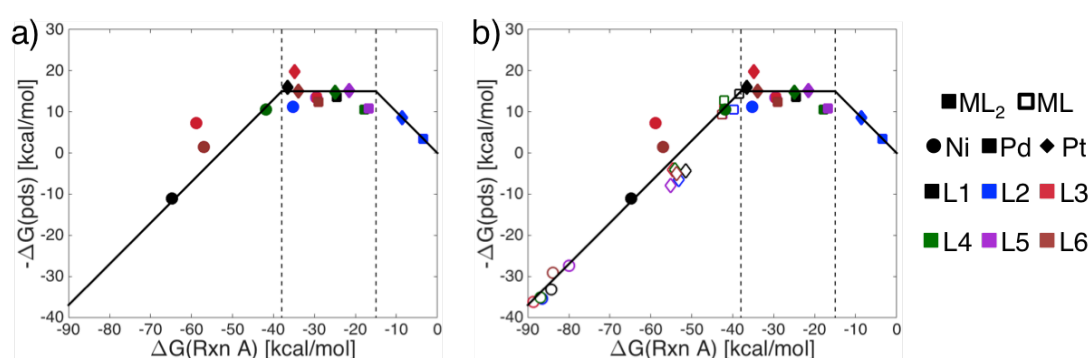 a)
30
20
10
0
-10
-20
-30
-40
-ΔG(pds) [kcal/mol]
-90 -80 -70 -60 -50 -40 -30 -20 -10 0
ΔG(Rxn A) [kcal/mol]
b)
30
20
10
0
-10
-20
-30
-40
-ΔG(pds) [kcal/mol]
-90 -80 -70 -60 -50 -40 -30 -20 -10 0
ΔG(Rxn A) [kcal/mol]
ML2 ML
Ni Pd Pt
L1 L2 L3
L4 L5 L6